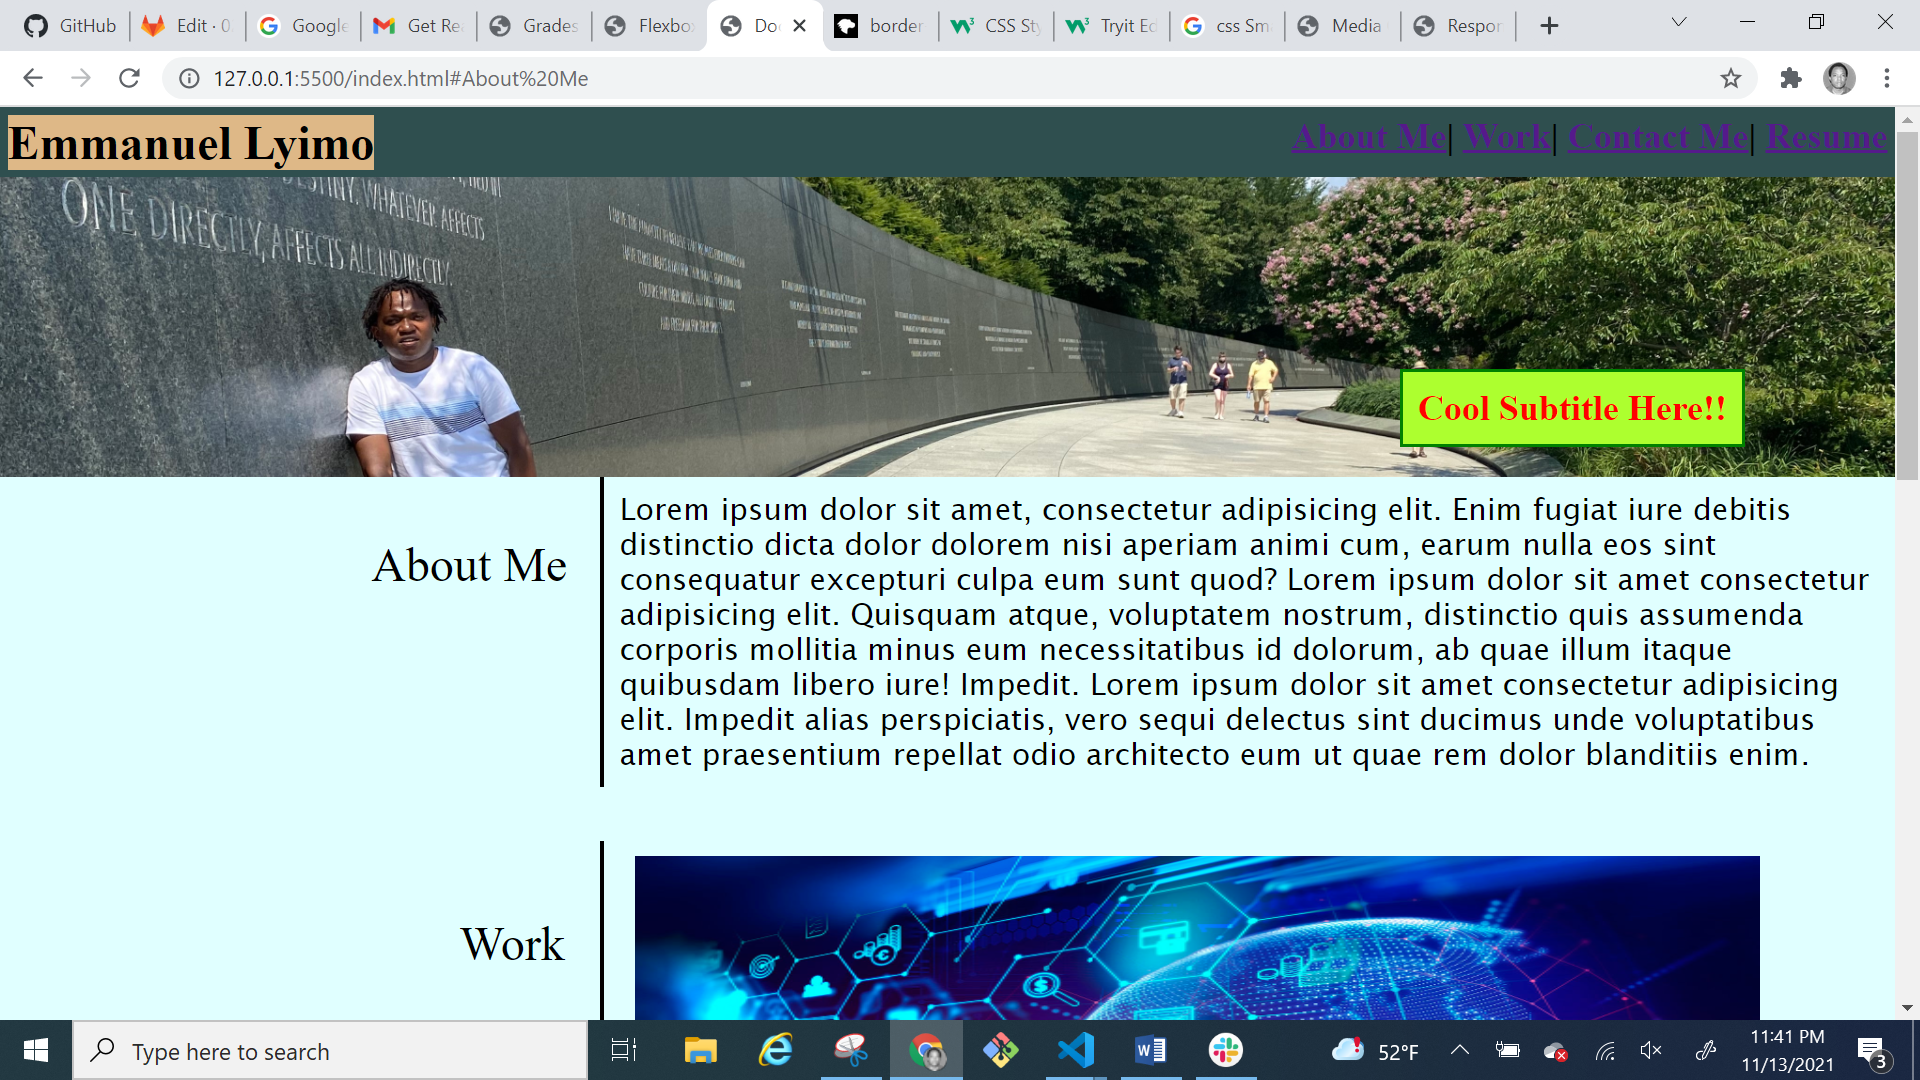 GitHub
Edit · 0
Google
Get Rea
Grades
Flexbo
Doc
border
CSS Sty
Tryit Ed
css Sma
Media
Respon
127.0.0.1:5500/index.html#About%20Me
Emmanuel Lyimo
About Me| Work| Contact Me| Resume
DESTINY. WHATEVER AFFECTS
ONE DIRECTLY, AFFECTS ALL INDIRECTLY.
Cool Subtitle Here!!
About Me
Lorem ipsum dolor sit amet, consectetur adipisicing elit. Enim fugiat iure debitis
distinctio dicta dolor dolorem nisi aperiam animi cum, earum nulla eos sint
consequatur excepturi culpa eum sunt quod? Lorem ipsum dolor sit amet consectetur
adipisicing elit. Quisquam atque, voluptatem nostrum, distinctio quis assumenda
corporis mollitia minus eum necessitatibus id dolorum, ab quae illum itaque
quibusdam libero iure! Impedit. Lorem ipsum dolor sit amet consectetur adipisicing
elit. Impedit alias perspiciatis, vero sequi delectus sint ducimus unde voluptatibus
amet praesentium repellat odio architecto eum ut quae rem dolor blanditiis enim.
Work
Type here to search
52°F
11:41 PM
11/13/2021
3